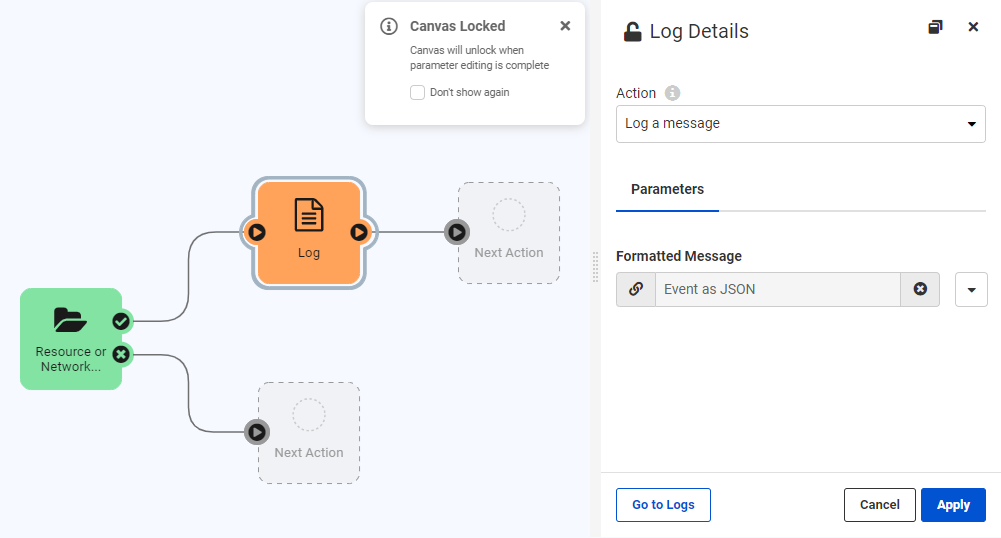 Canvas Locked
Canvas will unlock when
parameter editing is complete
Don't show again
Log
Next Action
Resource or
Network...
Next Action
Log Details
Action
Log a message
Parameters
Formatted Message
Event as JSON
Go to Logs
Cancel
Apply